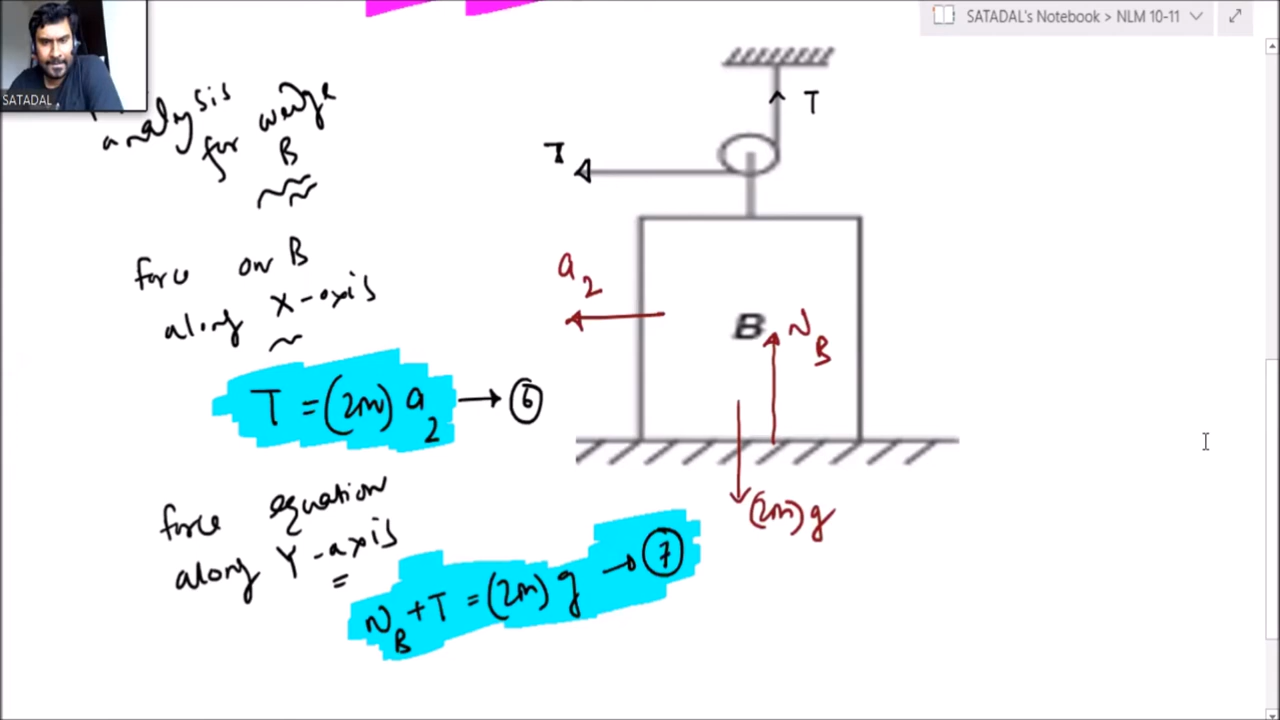 SATADAL's Notebook > NLM 10-11
SATADAL
analysis
for wedge
B
force on B
along X-axis
T = (2m) a2 → 6
force equation
along Y-axis
NB + T = (2m) g → 7
T
T
a2
B
NB
(2m) g